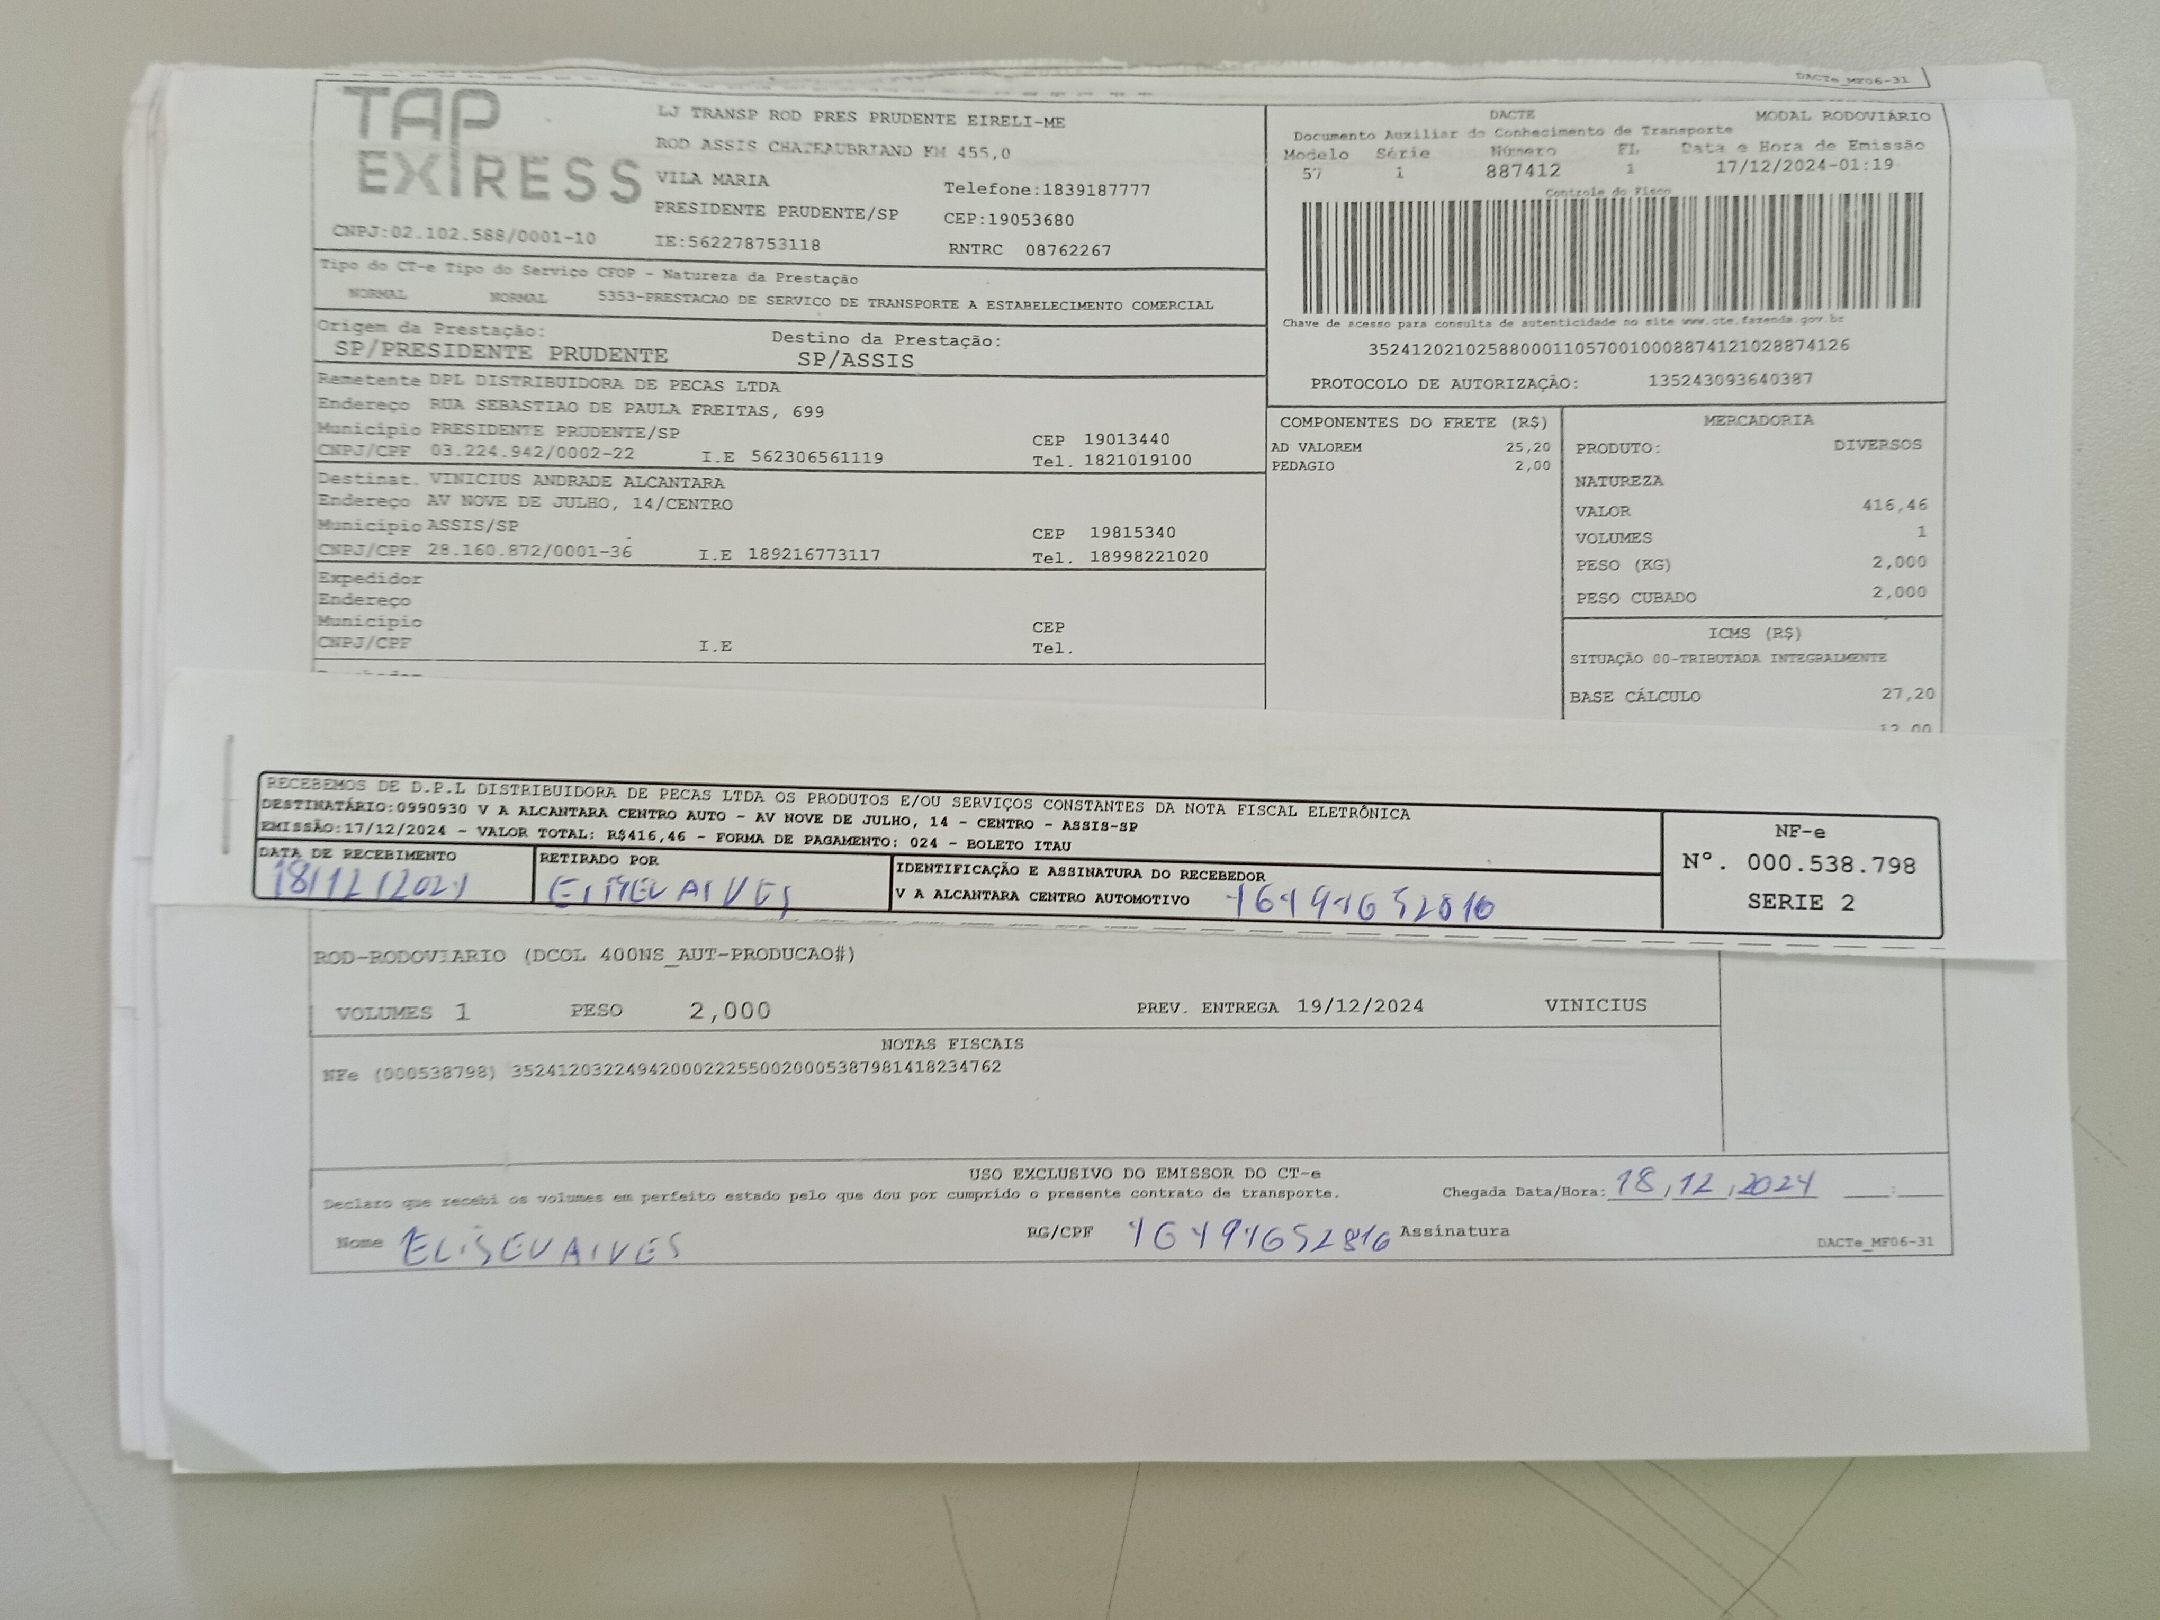 DACTe_MF06-31
TAP
EXPRESS
LJ TRANSP ROD PRES PRUDENTE EIRELI-ME
ROD ASSIS CHATEAUBRIAND KM 455,0
VILA MARIA Telefone:1839187777
PRESIDENTE PRUDENTE/SP CEP:19053680
CNPJ:02.102.588/0001-10 IE:562278753118 RNTRC 08762267
DACTE MODAL RODOVIÁRIO
Documento Auxiliar do Conhecimento de Transporte
Modelo Série Número FL Data e Hora de Emissão
57 1 887412 1 17/12/2024-01:19
Controle do Fisco
Chave de acesso para consulta de autenticidade no site www.cte.fazenda.gov.br
35241202102588000110570010008874121028874126
PROTOCOLO DE AUTORIZAÇÃO: 135243093640387
Tipo do CT-e Tipo do Serviço CFOP - Natureza da Prestação
NORMAL NORMAL 5353-PRESTACAO DE SERVICO DE TRANSPORTE A ESTABELECIMENTO COMERCIAL
Origem da Prestação: Destino da Prestação:
SP/PRESIDENTE PRUDENTE SP/ASSIS
Remetente DPL DISTRIBUIDORA DE PECAS LTDA
Endereço RUA SEBASTIAO DE PAULA FREITAS, 699
Município PRESIDENTE PRUDENTE/SP CEP 19013440
CNPJ/CPF 03.224.942/0002-22 I.E 562306561119 Tel. 1821019100
Destinat. VINICIUS ANDRADE ALCANTARA
Endereço AV NOVE DE JULHO, 14/CENTRO
Município ASSIS/SP CEP 19815340
CNPJ/CPF 28.160.872/0001-36 I.E 189216773117 Tel. 18998221020
Expedidor
Endereço
Município CEP
CNPJ/CPF I.E Tel.
COMPONENTES DO FRETE (R$)
AD VALOREM 25,20
PEDAGIO 2,00
MERCADORIA
PRODUTO: DIVERSOS
NATUREZA
VALOR 416,46
VOLUMES 1
PESO (KG) 2,000
PESO CUBADO 2,000
ICMS (R$)
SITUAÇÃO 00-TRIBUTADA INTEGRALMENTE
BASE CÁLCULO 27,20
12,00
RECEBEMOS DE D.P.L DISTRIBUIDORA DE PECAS LTDA OS PRODUTOS E/OU SERVIÇOS CONSTANTES DA NOTA FISCAL ELETRÔNICA
DESTINATÁRIO:0990930 V A ALCANTARA CENTRO AUTO - AV NOVE DE JULHO, 14 - CENTRO - ASSIS-SP
EMISSÃO:17/12/2024 - VALOR TOTAL: R$416,46 - FORMA DE PAGAMENTO: 024 - BOLETO ITAU
DATA DE RECEBIMENTO RETIRADO POR IDENTIFICAÇÃO E ASSINATURA DO RECEBEDOR
18/12/2024 ELISEU ALVES V A ALCANTARA CENTRO AUTOMOTIVO 16191652816
NF-e
Nº. 000.538.798
SERIE 2
ROD-RODOVIARIO (DCOL 400NS_AUT-PRODUCAO#)
VOLUMES 1 PESO 2,000 PREV. ENTREGA 19/12/2024 VINICIUS
NOTAS FISCAIS
NFe (000538798) 35241203224942000222550020005387981418234762
USO EXCLUSIVO DO EMISSOR DO CT-e
Declaro que recebi os volumes em perfeito estado pelo que dou por cumprido o presente contrato de transporte. Chegada Data/Hora: 18/12/2024 ____:____
Nome ELISEU ALVES RG/CPF 16191652816 Assinatura
DACTe_MF06-31